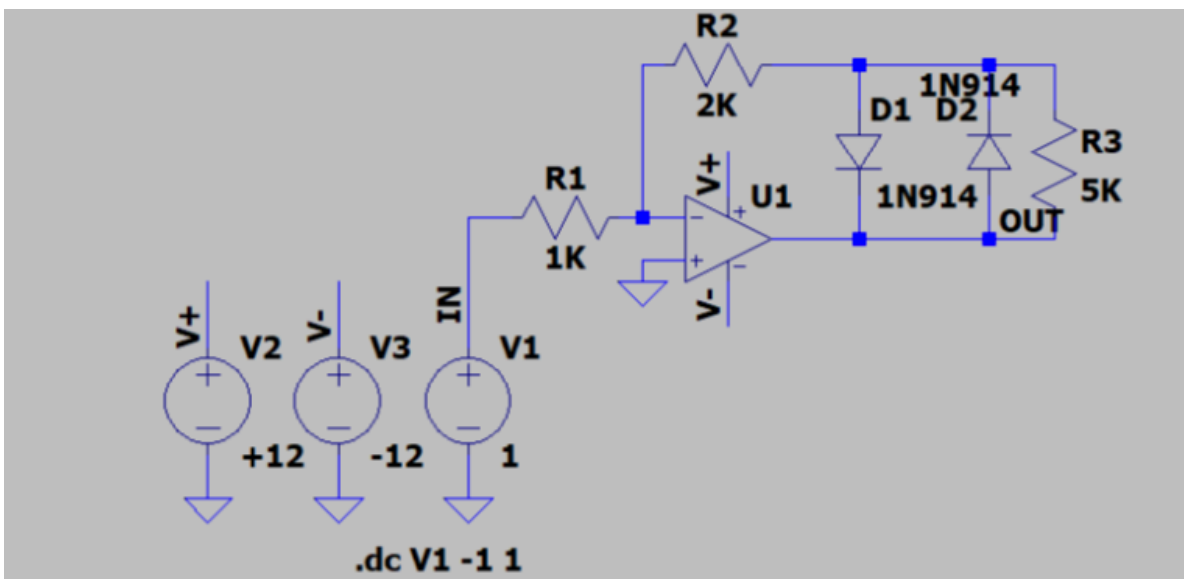 R2
2K
1N914
D1
D2
R3
5K
1N914
OUT
R1
1K
V+
U1
V-
IN
V+
V2
+12
V-
V3
-12
V1
1
.dc V1 -1 1